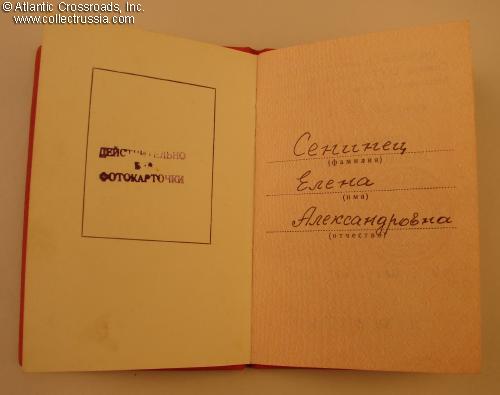 © Atlantic Crossroads, Inc.
www.collectrussia.com
ДЕЙСТВИТЕЛЬНО
ФОТОКАРТОЧКИ
Сенинец
(фамилия)
Елена
(имя)
Александровна
(отчество)